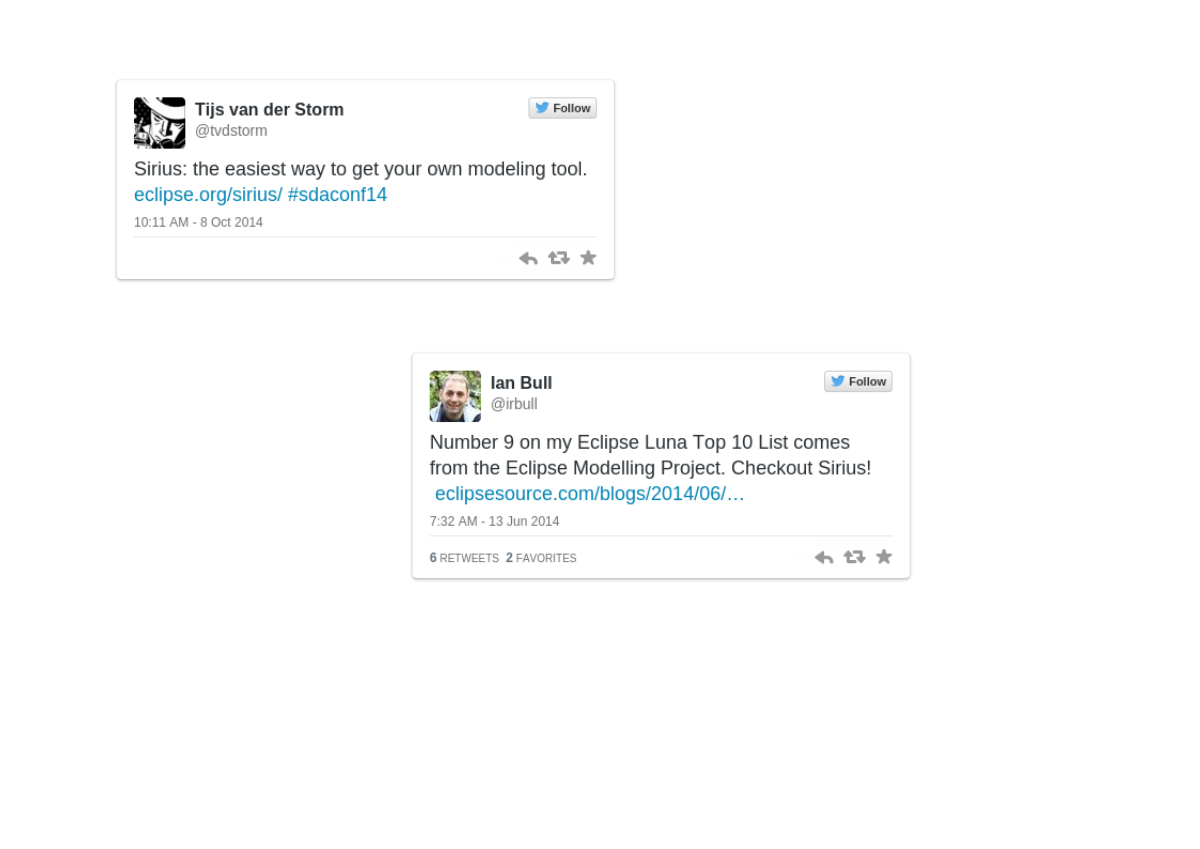 Tijs van der Storm
Follow
@tvdstorm
Sirius: the easiest way to get your own modeling tool.
eclipse.org/sirius/ #sdaconf14
10:11 AM - 8 Oct 2014
Ian Bull
Follow
@irbull
Number 9 on my Eclipse Luna Top 10 List comes
from the Eclipse Modelling Project. Checkout Sirius!
eclipsesource.com/blogs/2014/06/…
7:32 AM - 13 Jun 2014
6 RETWEETS 2 FAVORITES